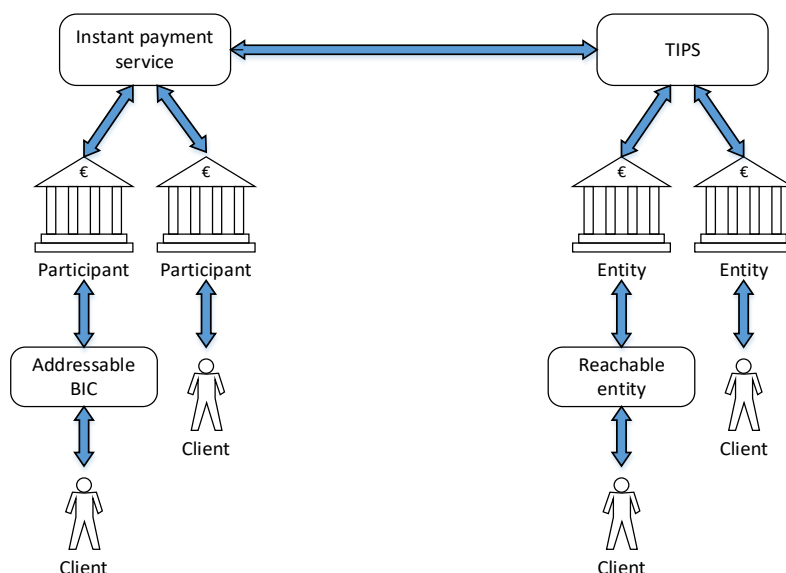 Instant payment
service
TIPS
€
€
€
€
Participant
Participant
Entity
Entity
Addressable
BIC
Reachable
entity
Client
Client
Client
Client